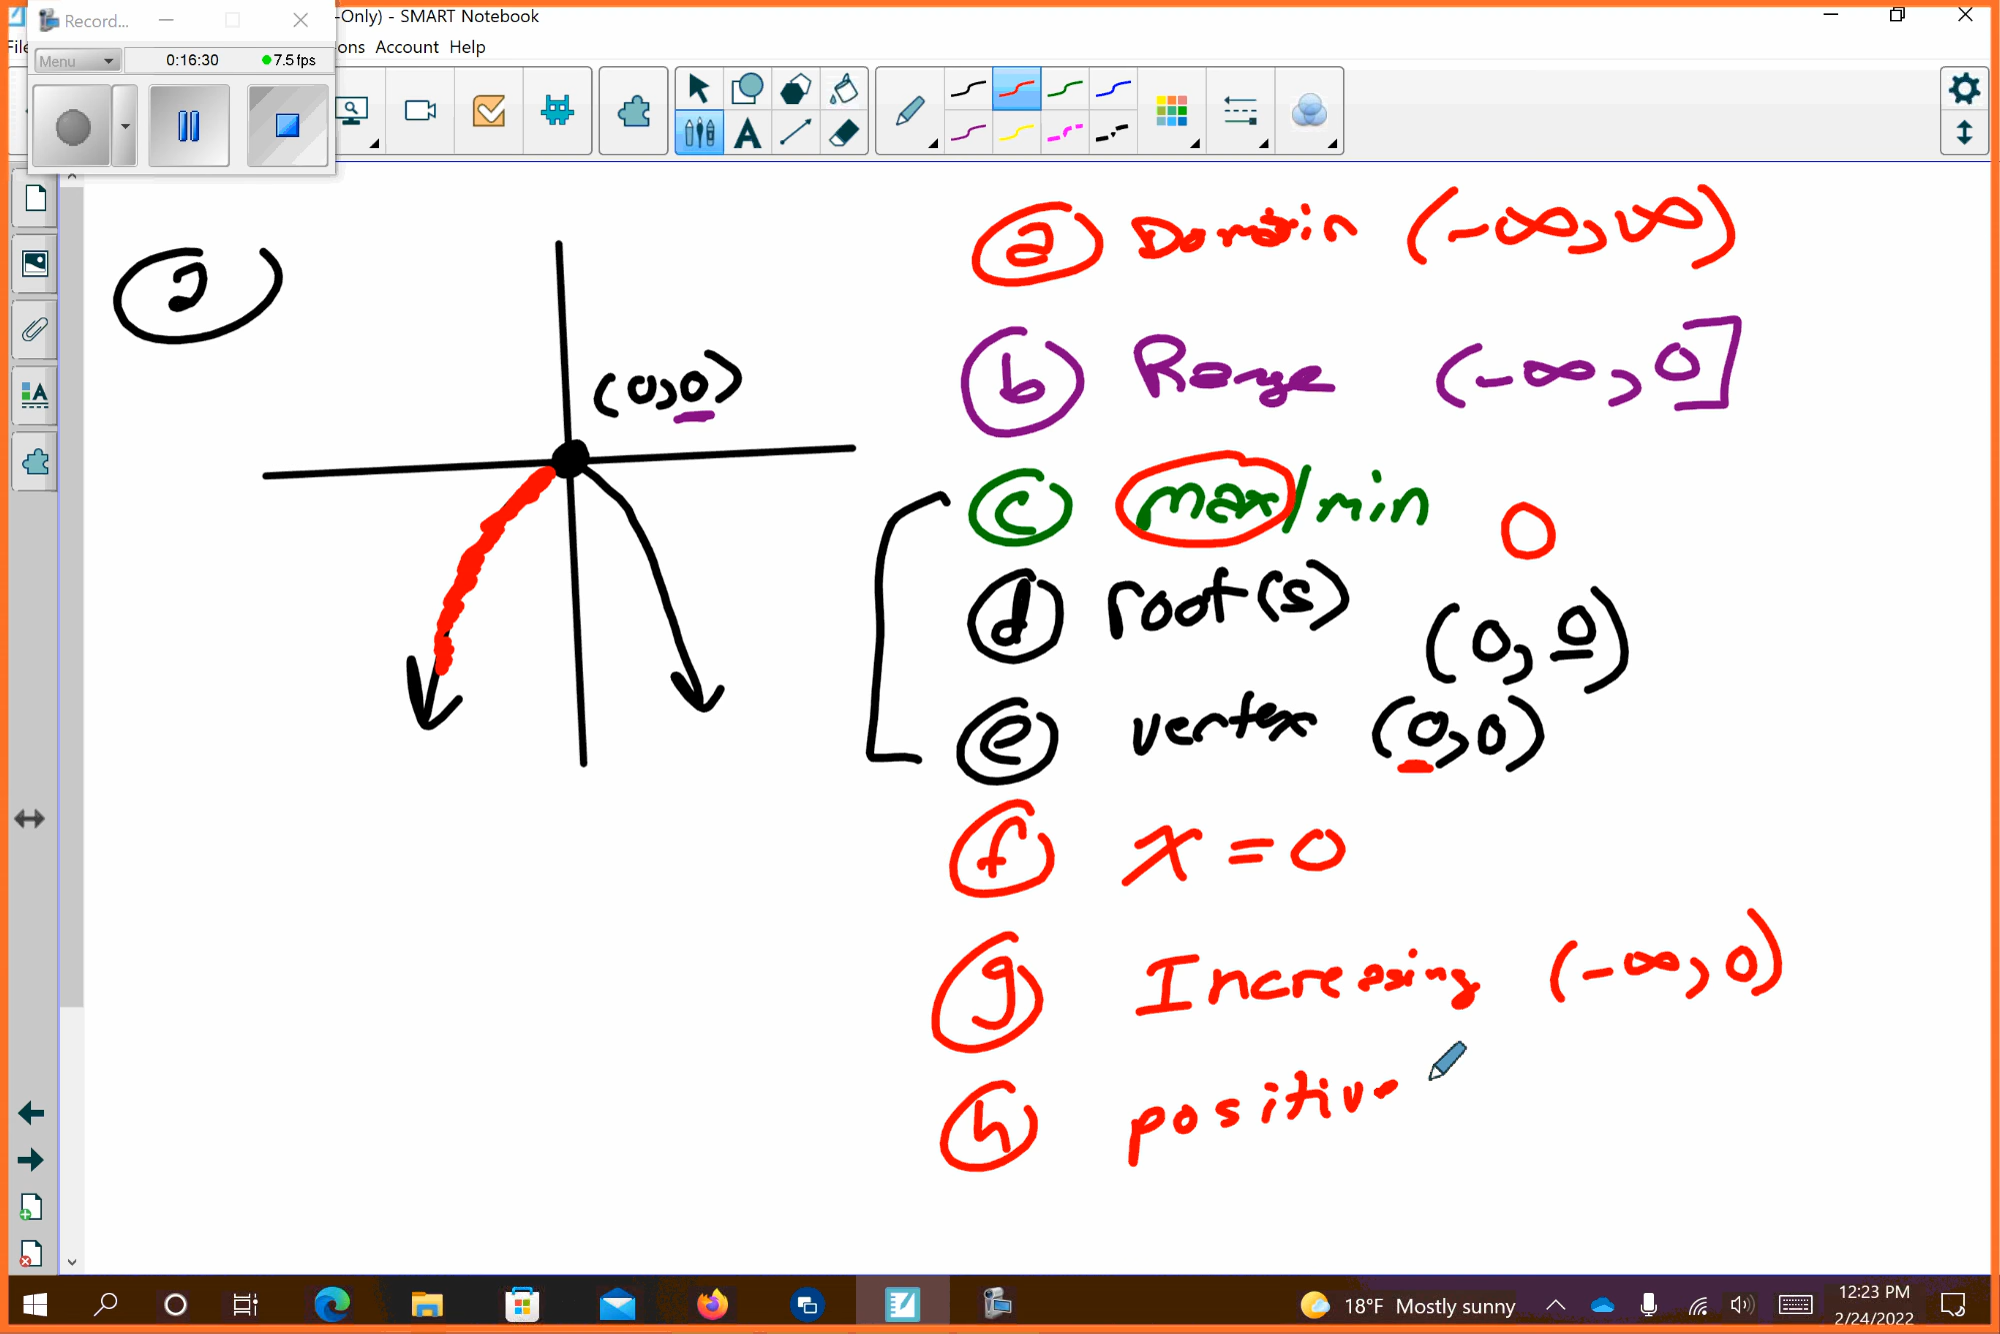 Record...
-Only) - SMART Notebook
File
ons Account Help
Menu
0:16:30
7.5 fps
2
(0,0)
a Domain (-∞,∞)
b Range (-∞,0]
c max/min 0
d root(s) (0,0)
e vertex (0,0)
f x = 0
g Increasing (-∞,0)
h positive
18°F Mostly sunny
12:23 PM
2/24/2022